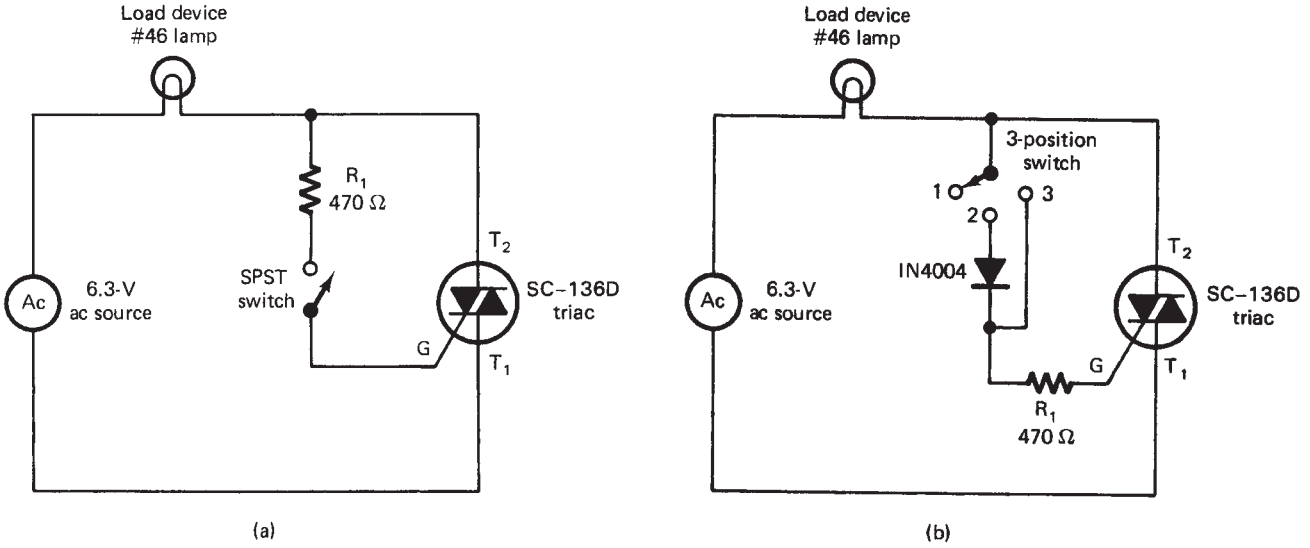 Load device
#46 lamp
R1
470 Ω
SPST
switch
Ac
6.3-V
ac source
T2
SC-136D
triac
G
T1
(a)
Load device
#46 lamp
3-position
switch
1
2
3
IN4004
Ac
6.3-V
ac source
T2
SC-136D
triac
G
T1
R1
470 Ω
(b)